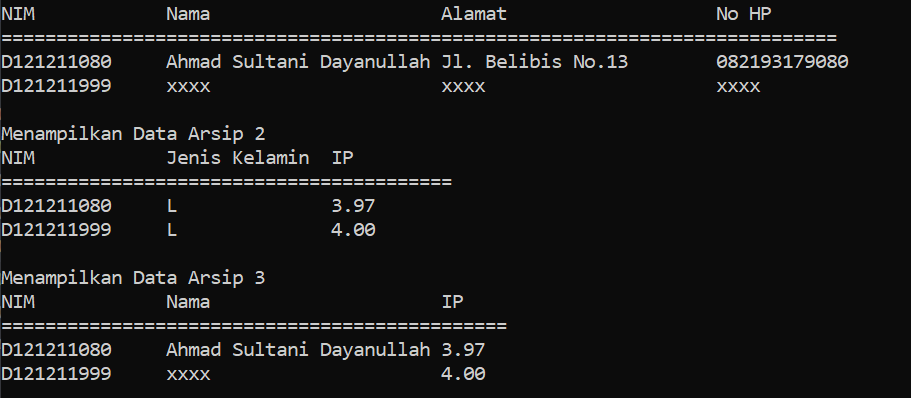 NIM            Nama                     Alamat                   No HP
============================================================================
D121211080     Ahmad Sultani Dayanullah Jl. Belibis No.13        082193179080
D121211999     xxxx                     xxxx                     xxxx
Menampilkan Data Arsip 2
NIM            Jenis Kelamin  IP
=========================================
D121211080     L              3.97
D121211999     L              4.00
Menampilkan Data Arsip 3
NIM            Nama                     IP
==============================================
D121211080     Ahmad Sultani Dayanullah 3.97
D121211999     xxxx                     4.00